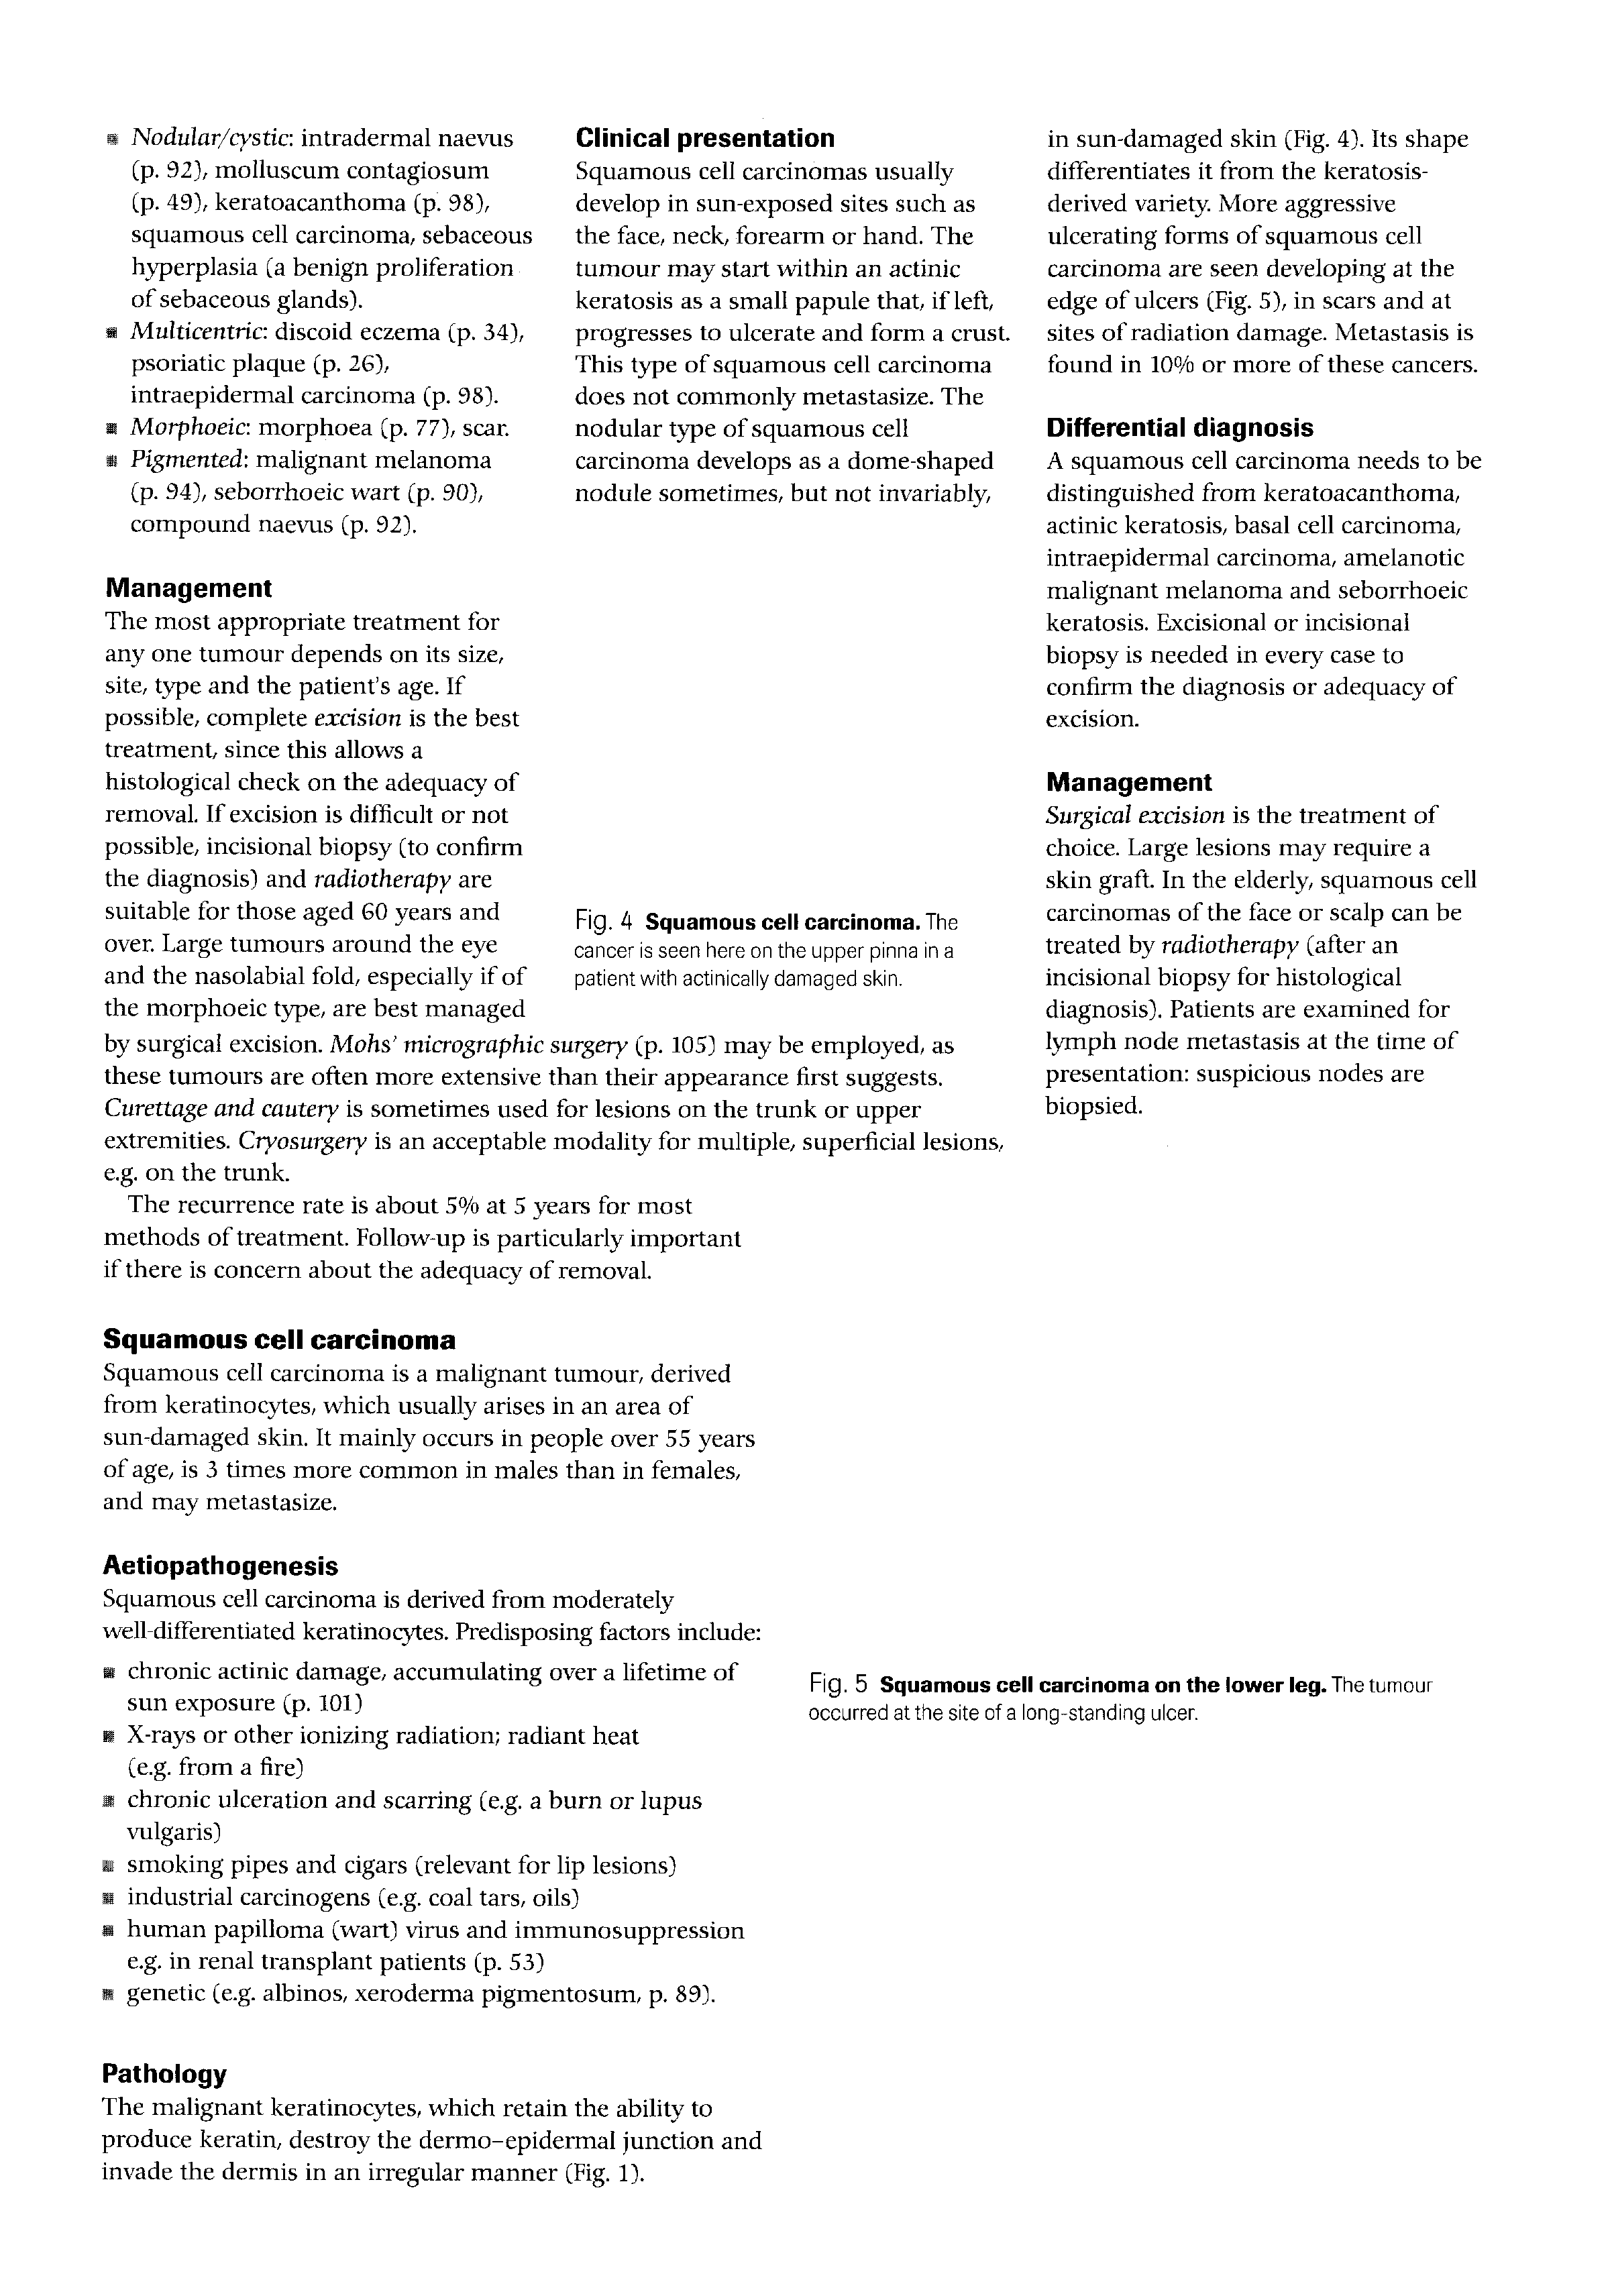 Nodular/cystic: intradermal naevus
(p. 92), molluscum contagiosum
(p. 49), keratoacanthoma (p. 98),
squamous cell carcinoma, sebaceous
hyperplasia (a benign proliferation
of sebaceous glands).
Multicentric: discoid eczema (p. 34),
psoriatic plaque (p. 26),
intraepidermal carcinoma (p. 98).
Morphoeic: morphoea (p. 77), scar.
Pigmented: malignant melanoma
(p. 94), seborrhoeic wart (p. 90),
compound naevus (p. 92).
Management
The most appropriate treatment for
any one tumour depends on its size,
site, type and the patient's age. If
possible, complete excision is the best
treatment, since this allows a
histological check on the adequacy of
removal. If excision is difficult or not
possible, incisional biopsy (to confirm
the diagnosis) and radiotherapy are
suitable for those aged 60 years and
over. Large tumours around the eye
and the nasolabial fold, especially if of
the morphoeic type, are best managed
by surgical excision. Mohs' micrographic surgery (p. 105) may be employed, as
these tumours are often more extensive than their appearance first suggests.
Curettage and cautery is sometimes used for lesions on the trunk or upper
extremities. Cryosurgery is an acceptable modality for multiple, superficial lesions,
e.g. on the trunk.
The recurrence rate is about 5% at 5 years for most
methods of treatment. Follow-up is particularly important
if there is concern about the adequacy of removal.
Squamous cell carcinoma
Squamous cell carcinoma is a malignant tumour, derived
from keratinocytes, which usually arises in an area of
sun-damaged skin. It mainly occurs in people over 55 years
of age, is 3 times more common in males than in females,
and may metastasize.
Aetiopathogenesis
Squamous cell carcinoma is derived from moderately
well-differentiated keratinocytes. Predisposing factors include:
chronic actinic damage, accumulating over a lifetime of
sun exposure (p. 101)
X-rays or other ionizing radiation; radiant heat
(e.g. from a fire)
chronic ulceration and scarring (e.g. a burn or lupus
vulgaris)
smoking pipes and cigars (relevant for lip lesions)
industrial carcinogens (e.g. coal tars, oils)
human papilloma (wart) virus and immunosuppression
e.g. in renal transplant patients (p. 53)
genetic (e.g. albinos, xeroderma pigmentosum, p. 89).
Pathology
The malignant keratinocytes, which retain the ability to
produce keratin, destroy the dermo–epidermal junction and
invade the dermis in an irregular manner (Fig. 1).
Clinical presentation
Squamous cell carcinomas usually
develop in sun-exposed sites such as
the face, neck, forearm or hand. The
tumour may start within an actinic
keratosis as a small papule that, if left,
progresses to ulcerate and form a crust.
This type of squamous cell carcinoma
does not commonly metastasize. The
nodular type of squamous cell
carcinoma develops as a dome-shaped
nodule sometimes, but not invariably,
Fig. 4 Squamous cell carcinoma. The
cancer is seen here on the upper pinna in a
patient with actinically damaged skin.
in sun-damaged skin (Fig. 4). Its shape
differentiates it from the keratosis-
derived variety. More aggressive
ulcerating forms of squamous cell
carcinoma are seen developing at the
edge of ulcers (Fig. 5), in scars and at
sites of radiation damage. Metastasis is
found in 10% or more of these cancers.
Differential diagnosis
A squamous cell carcinoma needs to be
distinguished from keratoacanthoma,
actinic keratosis, basal cell carcinoma,
intraepidermal carcinoma, amelanotic
malignant melanoma and seborrhoeic
keratosis. Excisional or incisional
biopsy is needed in every case to
confirm the diagnosis or adequacy of
excision.
Management
Surgical excision is the treatment of
choice. Large lesions may require a
skin graft. In the elderly, squamous cell
carcinomas of the face or scalp can be
treated by radiotherapy (after an
incisional biopsy for histological
diagnosis). Patients are examined for
lymph node metastasis at the time of
presentation: suspicious nodes are
biopsied.
Fig. 5 Squamous cell carcinoma on the lower leg. The tumour
occurred at the site of a long-standing ulcer.